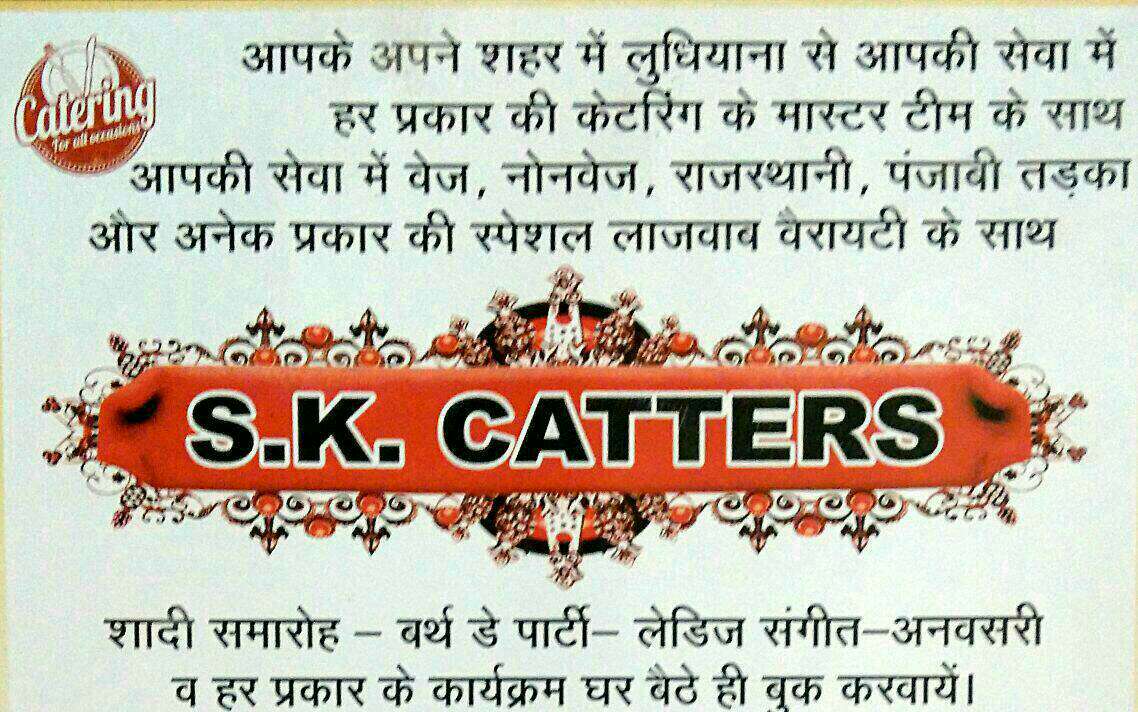 Catering
for all occasions
आपके अपने शहर में लुधियाना से आपकी सेवा में
हर प्रकार की केटरिंग के मास्टर टीम के साथ
आपकी सेवा में वेज, नोनवेज, राजस्थानी, पंजाबी तड़का
और अनेक प्रकार की स्पेशल लाजवाव वैरायटी के साथ
S.K. CATTERS
शादी समारोह – वर्थ डे पार्टी– लेडिज संगीत–अनवसरी
व हर प्रकार के कार्यक्रम घर वैठे ही वुक करवायें।